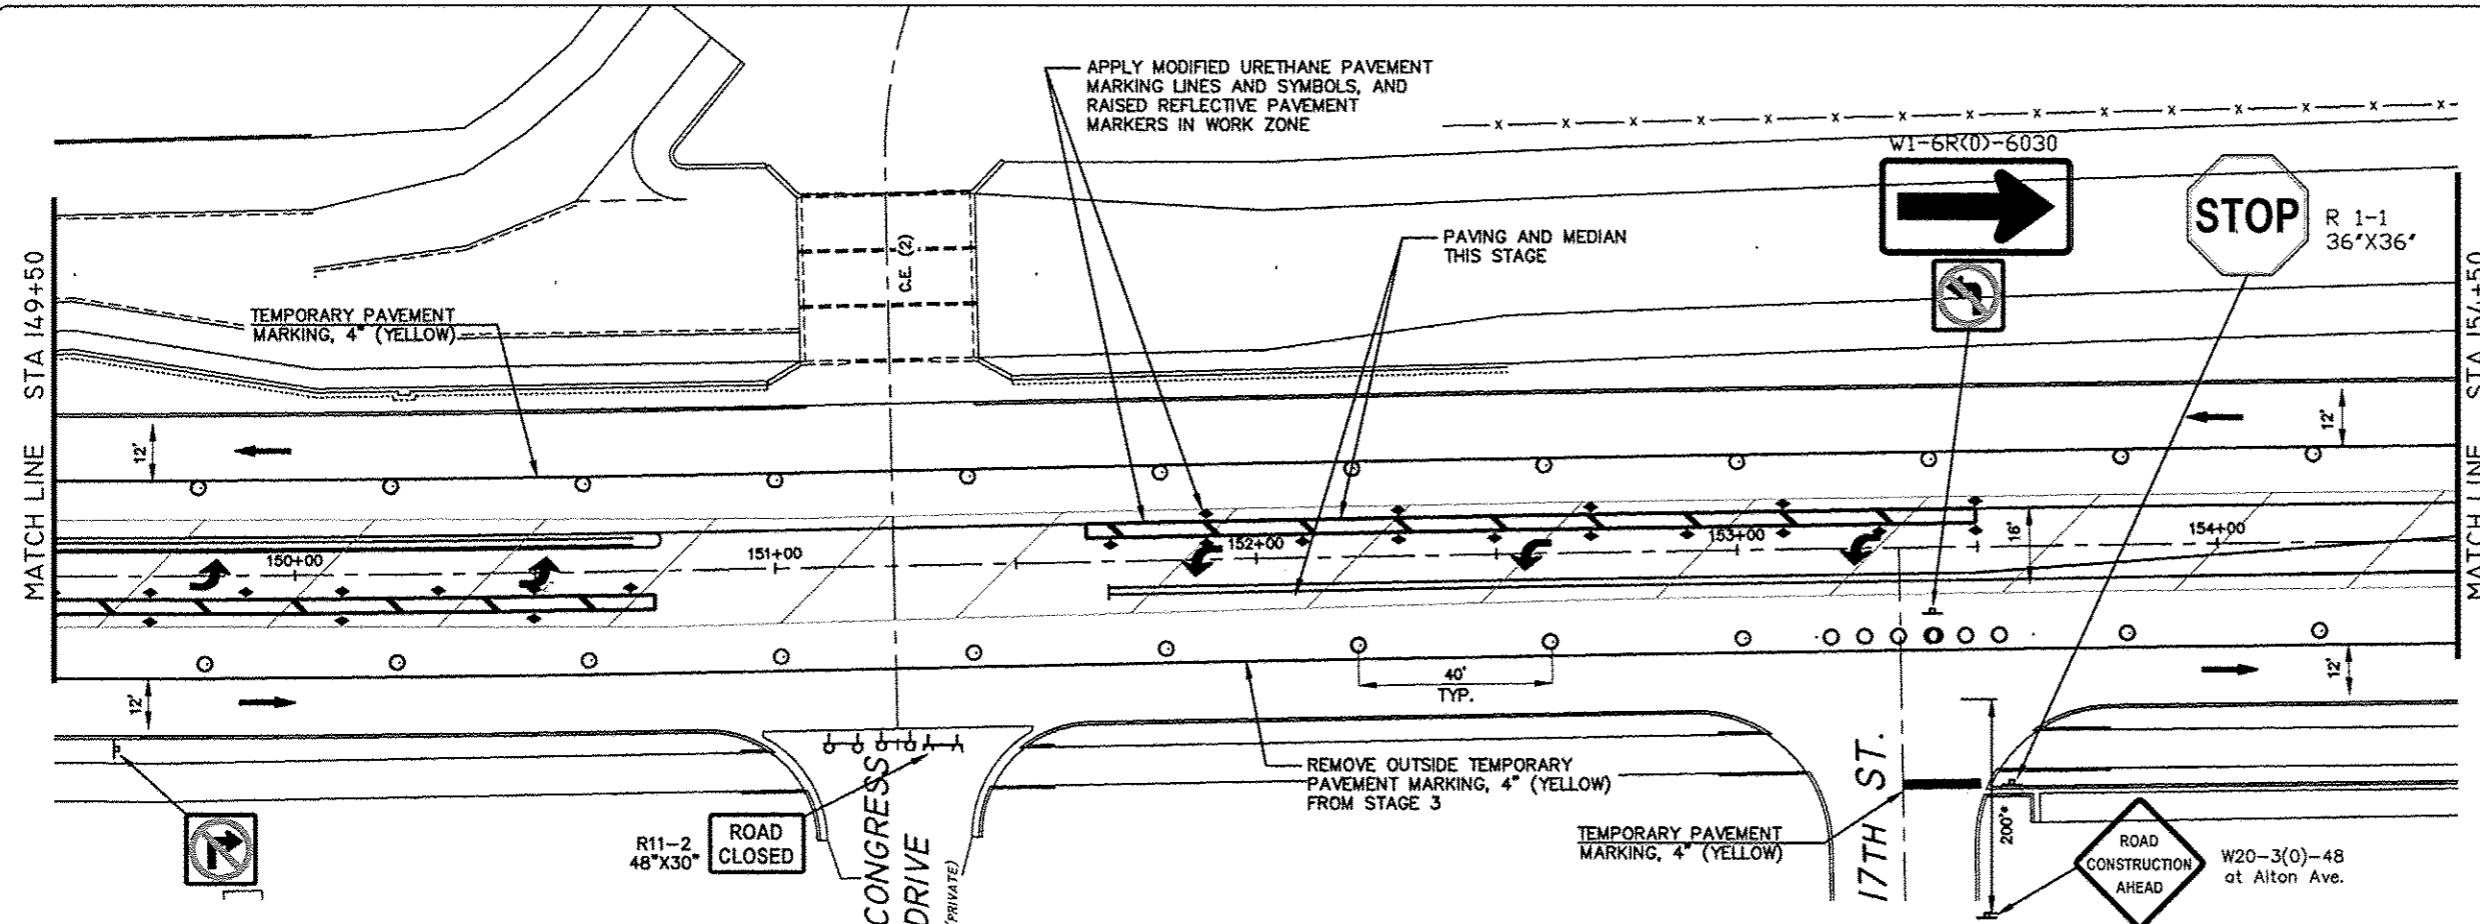 APPLY MODIFIED URETHANE PAVEMENT
MARKING LINES AND SYMBOLS, AND
RAISED REFLECTIVE PAVEMENT
MARKERS IN WORK ZONE
W1-6R(O)-6030
STOP
R 1-1
36"X36"
PAVING AND MEDIAN
THIS STAGE
C.E. (2)
MATCH LINE STA 149+50
MATCH LINE STA 154+50
TEMPORARY PAVEMENT
MARKING, 4" (YELLOW)
12'
12'
150+00
151+00
152+00
153+00
154+00
16'
12'
12'
40'
TYP.
REMOVE OUTSIDE TEMPORARY
PAVEMENT MARKING, 4" (YELLOW)
FROM STAGE 3
R11-2
48"X30"
ROAD
CLOSED
CONGRESS
DRIVE
(PRIVATE)
TEMPORARY PAVEMENT
MARKING, 4" (YELLOW)
17TH ST.
200'*
ROAD
CONSTRUCTION
AHEAD
W20-3(O)-48
at Alton Ave.